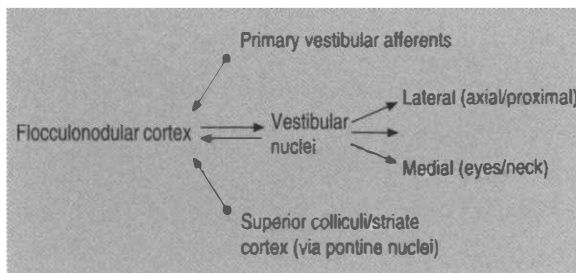 Primary vestibular afferents
Lateral (axial/proximal)
Flocculonodular cortex
Vestibular
nuclei
Medial (eyes/neck)
Superior colliculi/striate
cortex (via pontine nuclei)